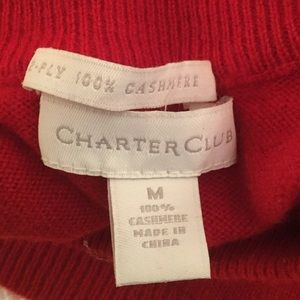 -PLY 100% CASHMERE
CHARTER CLUB
M
100%
CASHMERE
MADE IN
CHINA